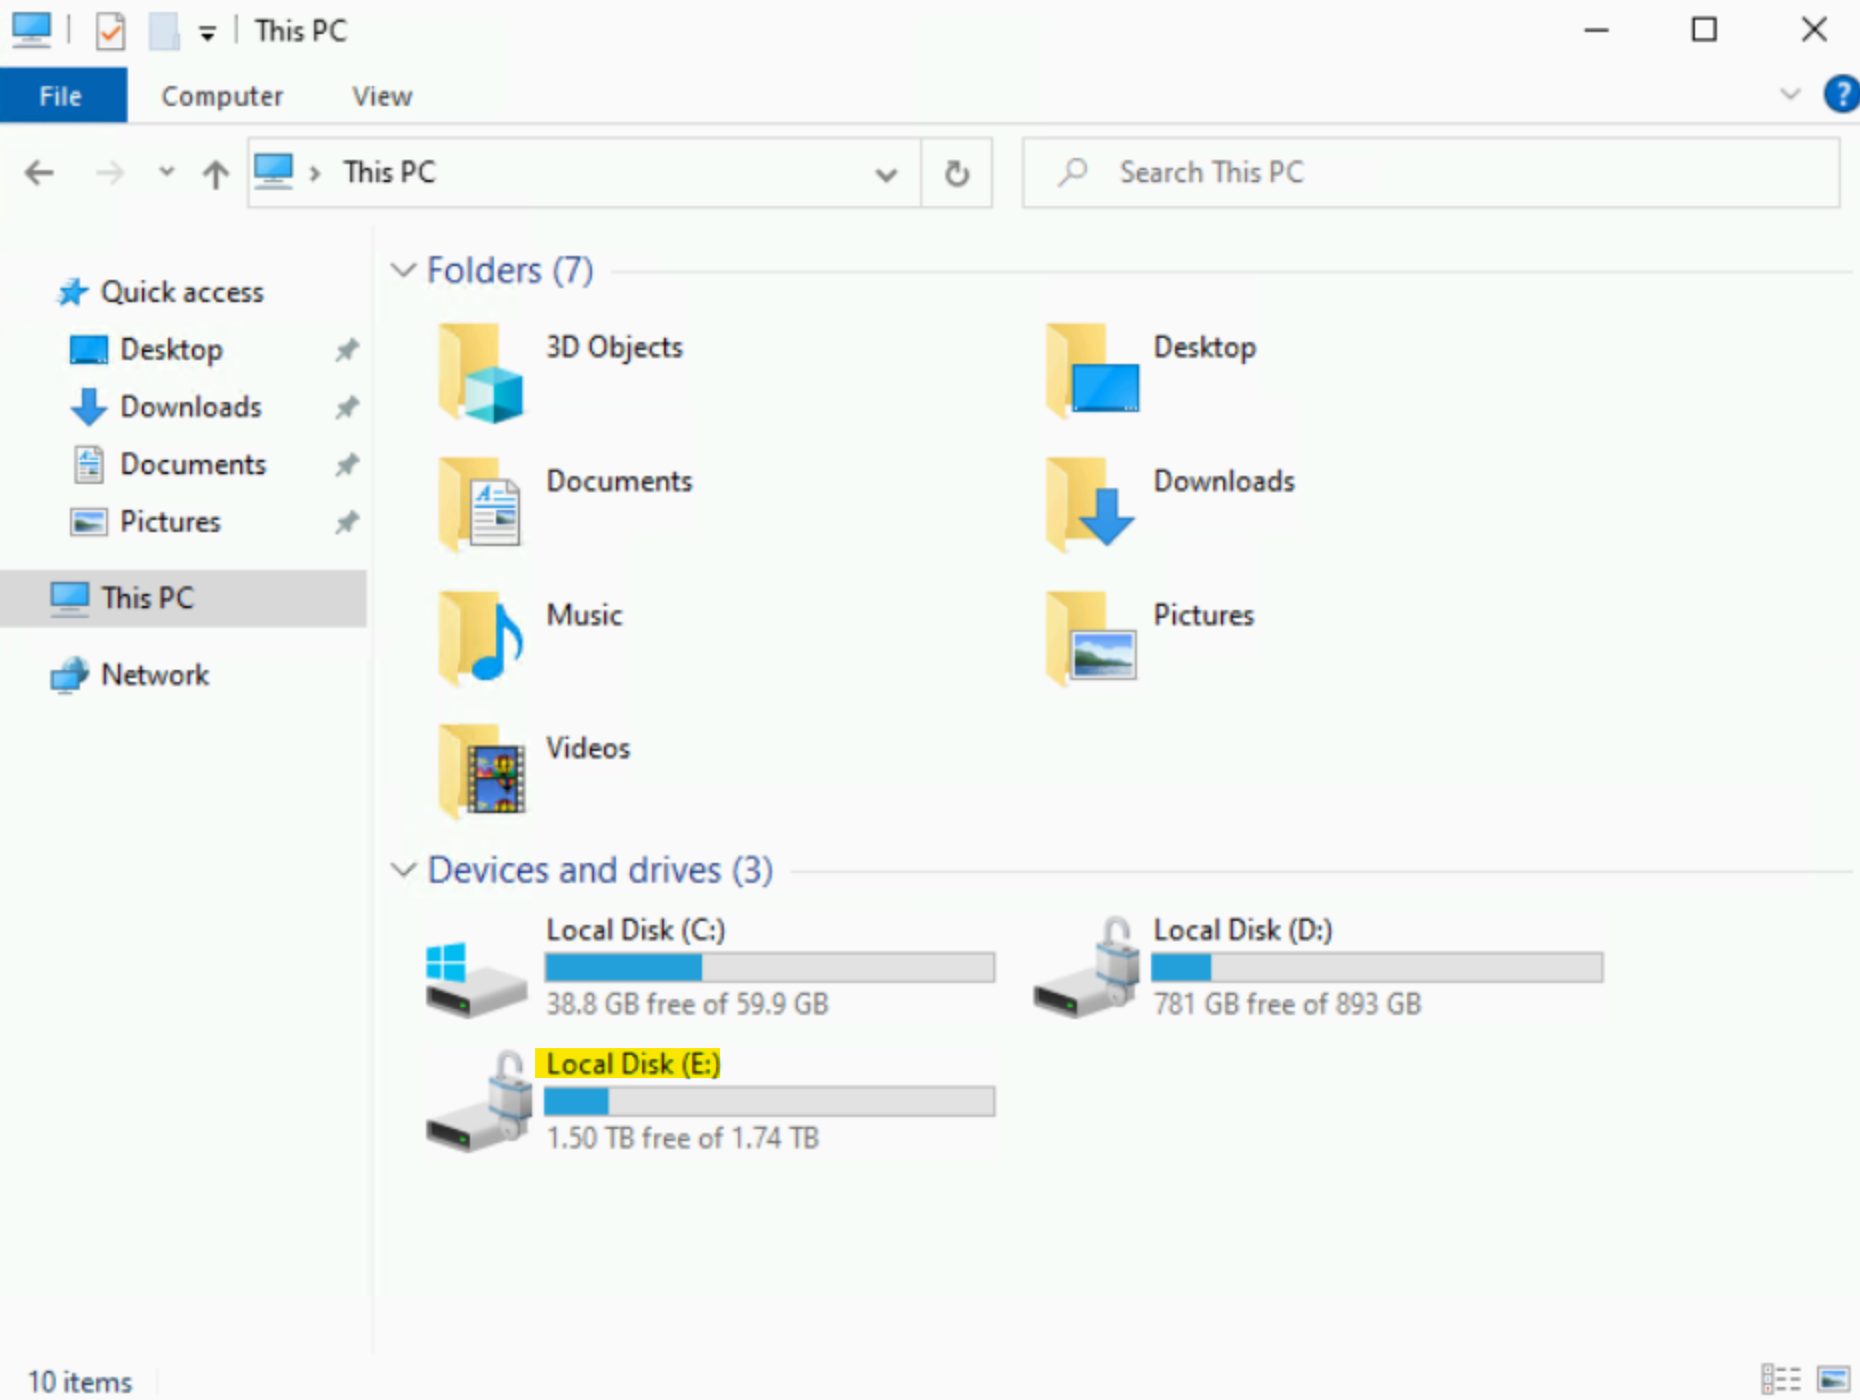 This PC
File Computer View
?
This PC
Search This PC
Quick access
Desktop
Downloads
Documents
Pictures
This PC
Network
Folders (7)
3D Objects
Desktop
Documents
Downloads
Music
Pictures
Videos
Devices and drives (3)
Local Disk (C:)
38.8 GB free of 59.9 GB
Local Disk (D:)
781 GB free of 893 GB
Local Disk (E:)
1.50 TB free of 1.74 TB
10 items